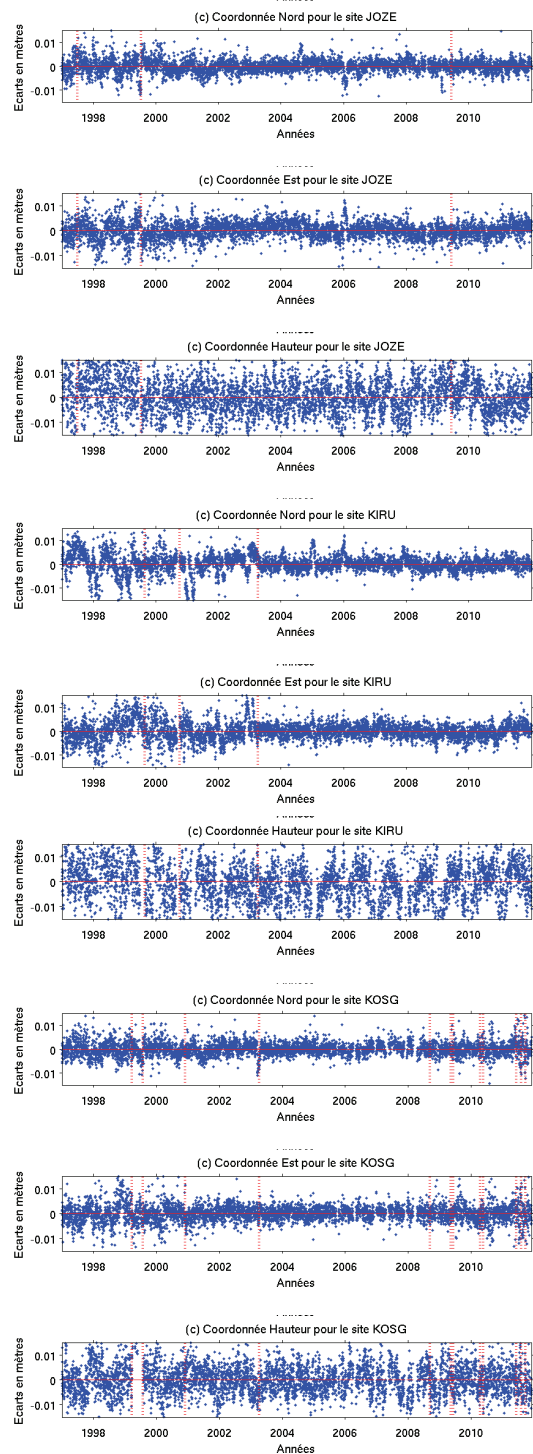 (c) Coordonnée Nord pour le site JOZE
Ecarts en mètres
0.01
0
-0.01
1998 2000 2002 2004 2006 2008 2010
Années
(c) Coordonnée Est pour le site JOZE
Ecarts en mètres
0.01
0
-0.01
1998 2000 2002 2004 2006 2008 2010
Années
(c) Coordonnée Hauteur pour le site JOZE
Ecarts en mètres
0.01
0
-0.01
1998 2000 2002 2004 2006 2008 2010
Années
(c) Coordonnée Nord pour le site KIRU
Ecarts en mètres
0.01
0
-0.01
1998 2000 2002 2004 2006 2008 2010
Années
(c) Coordonnée Est pour le site KIRU
Ecarts en mètres
0.01
0
-0.01
1998 2000 2002 2004 2006 2008 2010
Années
(c) Coordonnée Hauteur pour le site KIRU
Ecarts en mètres
0.01
0
-0.01
1998 2000 2002 2004 2006 2008 2010
Années
(c) Coordonnée Nord pour le site KOSG
Ecarts en mètres
0.01
0
-0.01
1998 2000 2002 2004 2006 2008 2010
Années
(c) Coordonnée Est pour le site KOSG
Ecarts en mètres
0.01
0
-0.01
1998 2000 2002 2004 2006 2008 2010
Années
(c) Coordonnée Hauteur pour le site KOSG
Ecarts en mètres
0.01
0
-0.01
1998 2000 2002 2004 2006 2008 2010
Années